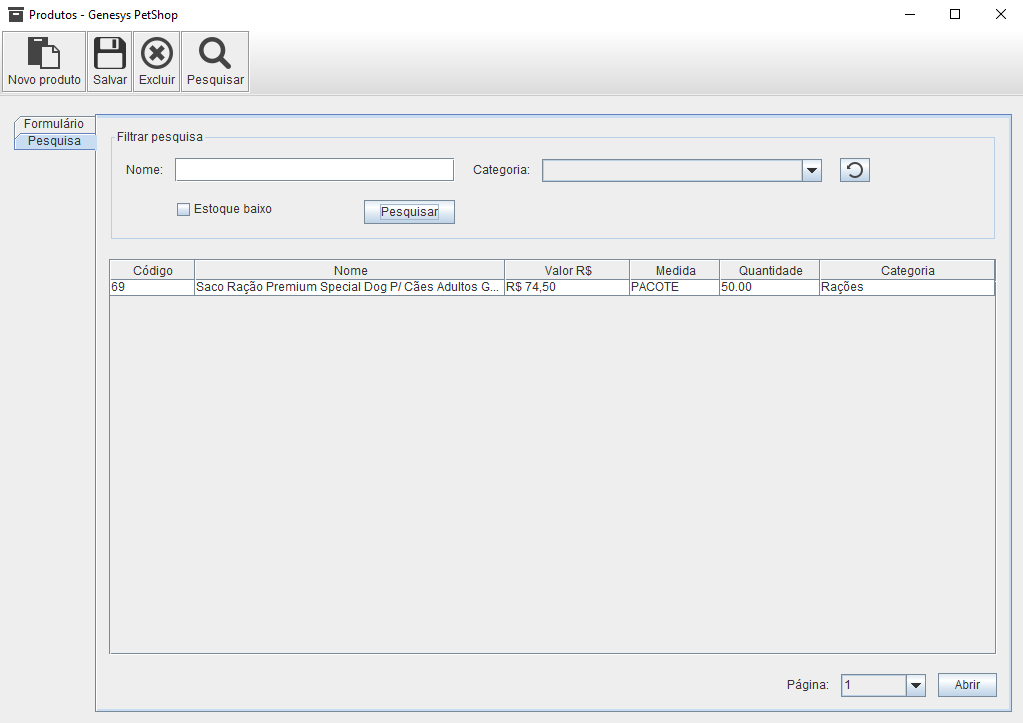 Produtos - Genesys PetShop
Novo produto Salvar Excluir Pesquisar
Formulário
Pesquisa
Filtrar pesquisa
Nome: Categoria:
Estoque baixo Pesquisar
Código Nome Valor R$ Medida Quantidade Categoria
69 Saco Ração Premium Special Dog P/ Cães Adultos G... R$ 74,50 PACOTE 50.00 Rações
Página: 1 Abrir